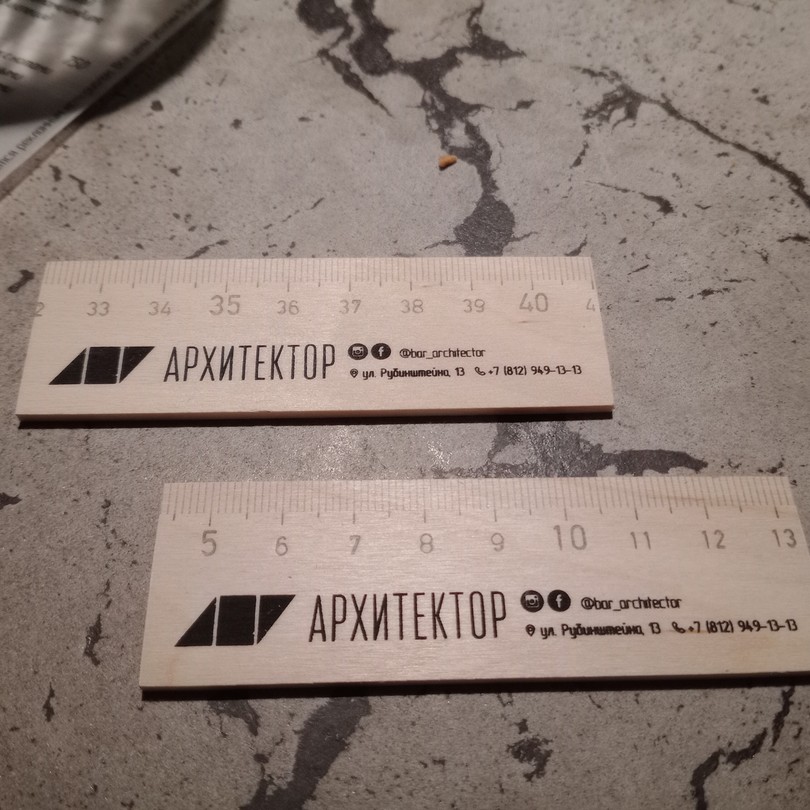 2 33 34 35 36 37 38 39 40 4
АРХИТЕКТОР
@bar_architector
ул. Рубинштейна, 13 +7 (812) 949-13-13
5 6 7 8 9 10 11 12 13
АРХИТЕКТОР
@bar_architector
ул. Рубинштейна, 13 +7 (812) 949-13-13